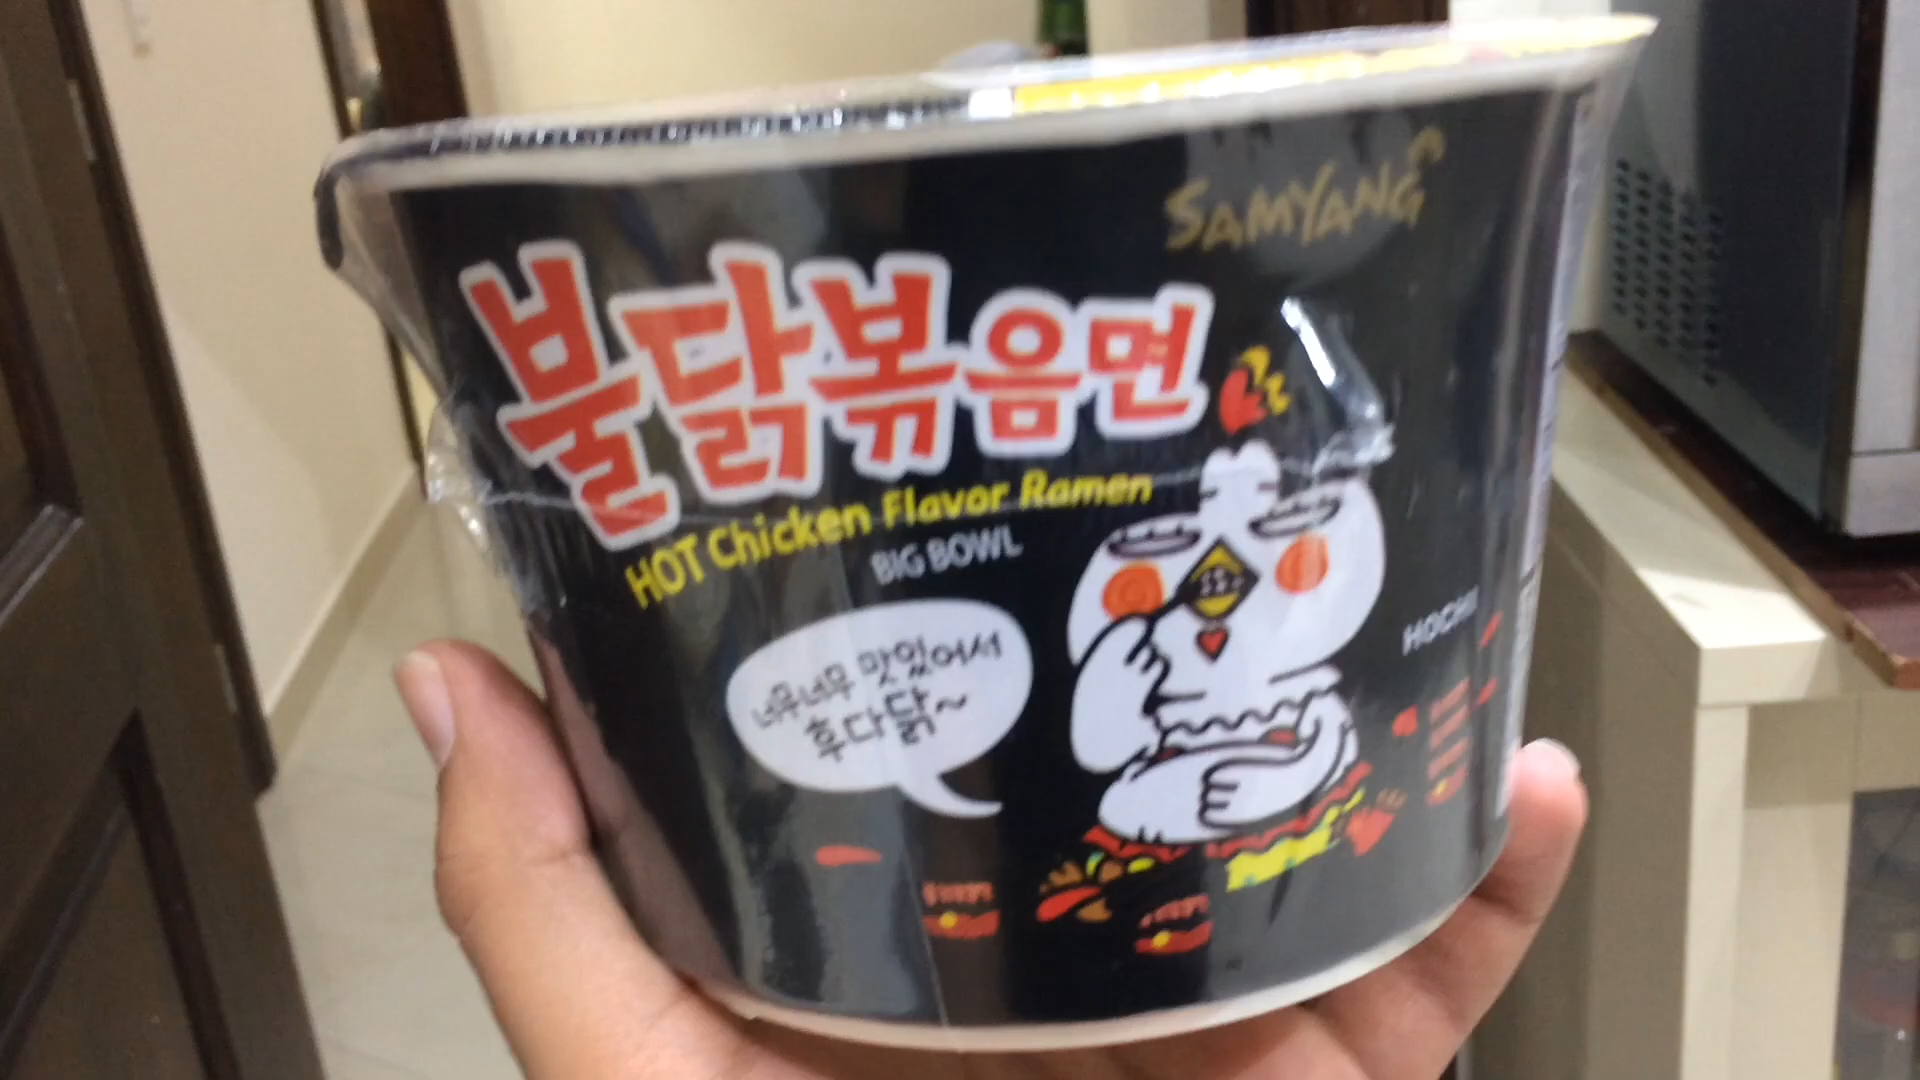 SAMYANG
불닭볶음면
HOT Chicken Flavor Ramen
BIG BOWL
너무너무 맛있어서
후다닭~
HOCHI